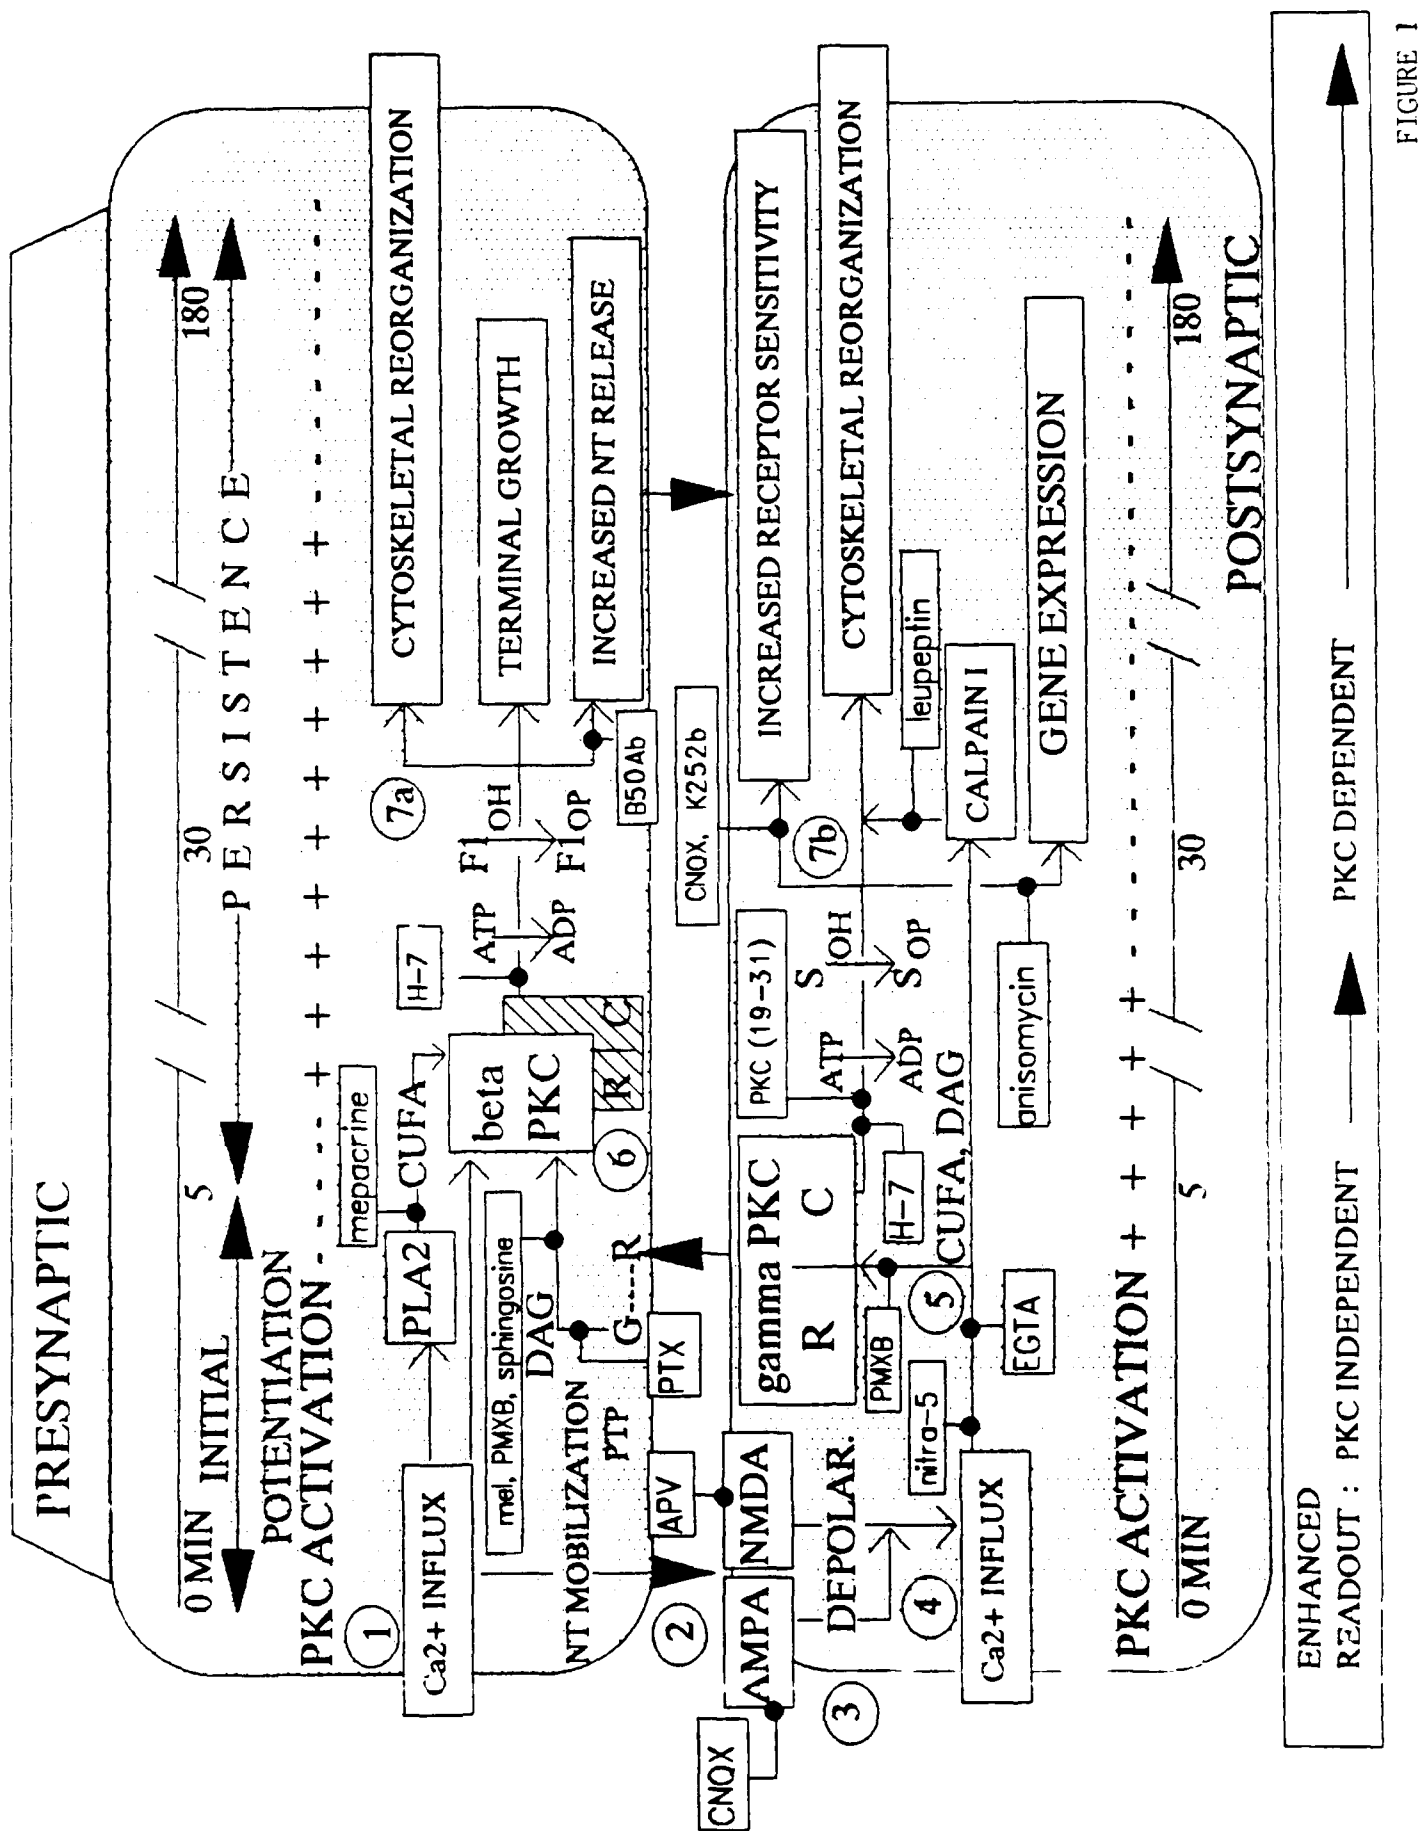 PRESYNAPTIC
0 MIN 5 30 180
INITIAL
POTENTIATION
PERSISTENCE
PKC ACTIVATION - - - - + + + + + + + + + + - - - - - -
1
Ca2+ INFLUX
PLA2
mepacrine
CUFA
mel, PMXB, sphingosine
DAG
NT MOBILIZATION
PTP
G-----R
PTX
beta
PKC
R C
6
H-7
ATP
ADP
F1 OH
F1 OP
7a
CYTOSKELETAL REORGANIZATION
TERMINAL GROWTH
INCREASED NT RELEASE
B50Ab
2
APV
CNQX
3
AMPA
NMDA
DEPOLAR.
4
Ca2+ INFLUX
nitra-5
EGTA
5
CUFA, DAG
PMXB
gamma PKC
R C
H-7
PKC (19-31)
ATP
ADP
S OH
S OP
CNQX, K252b
7b
INCREASED RECEPTOR SENSITIVITY
CYTOSKELETAL REORGANIZATION
leupeptin
CALPAIN I
anisomycin
GENE EXPRESSION
PKC ACTIVATION + + + + + - - - - - - - - - - - - - - -
0 MIN 5 30 180
POSTSYNAPTIC
ENHANCED
READOUT : PKC INDEPENDENT PKC DEPENDENT
FIGURE 1